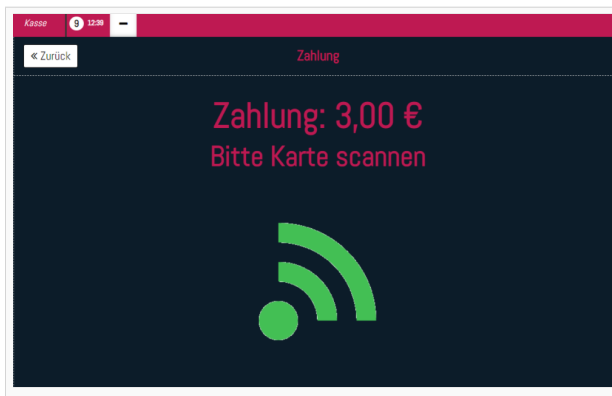 Kasse 9 12:39 –
« Zurück Zahlung
Zahlung: 3,00 €
Bitte Karte scannen